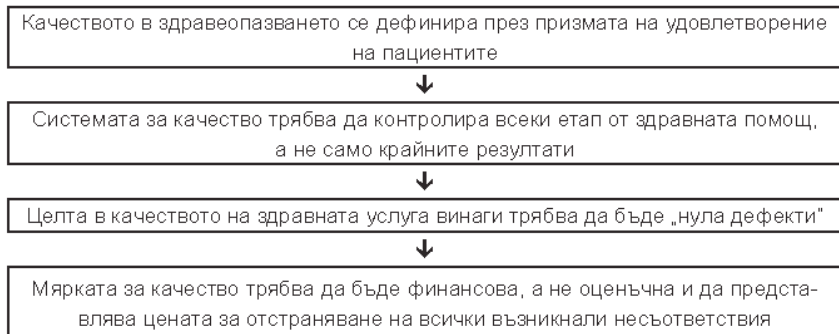 Качеството в здравеопазването се дефинира през призмата на удовлетворение
на пациентите
Системата за качество трябва да контролира всеки етап от здравната помощ,
а не само крайните резултати
Целта в качеството на здравната услуга винаги трябва да бъде „нула дефекти“
Мярката за качество трябва да бъде финансова, а не оценъчна и да предста-
влява цената за отстраняване на всички възникнали несъответствия